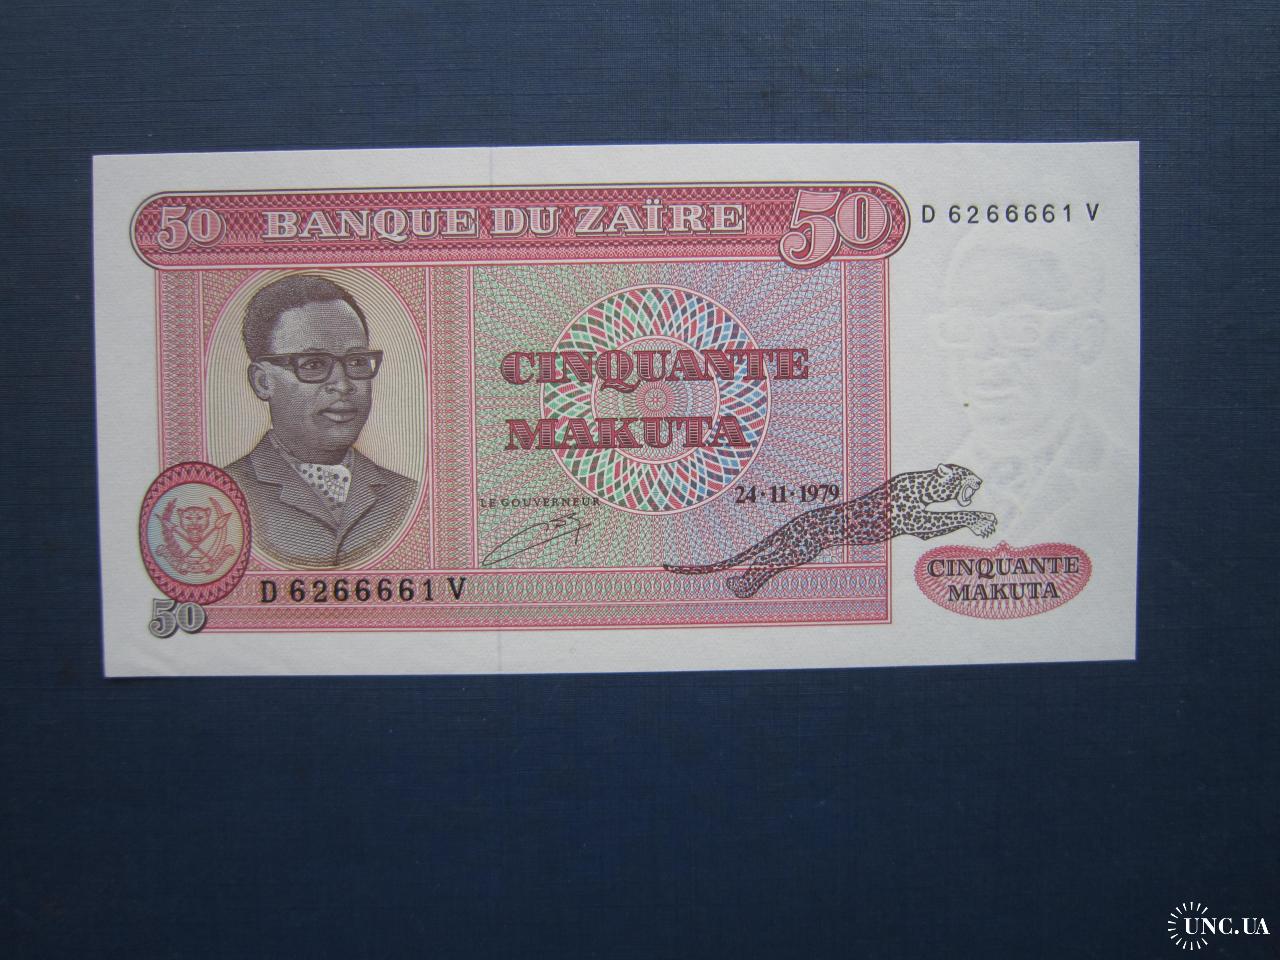 50 BANQUE DU ZAÏRE 50
D 6266661 V
CINQUANTE
MAKUTA
24·11·1979
LE GOUVERNEUR
CINQUANTE
MAKUTA
D 6266661 V
50
UNC.UA